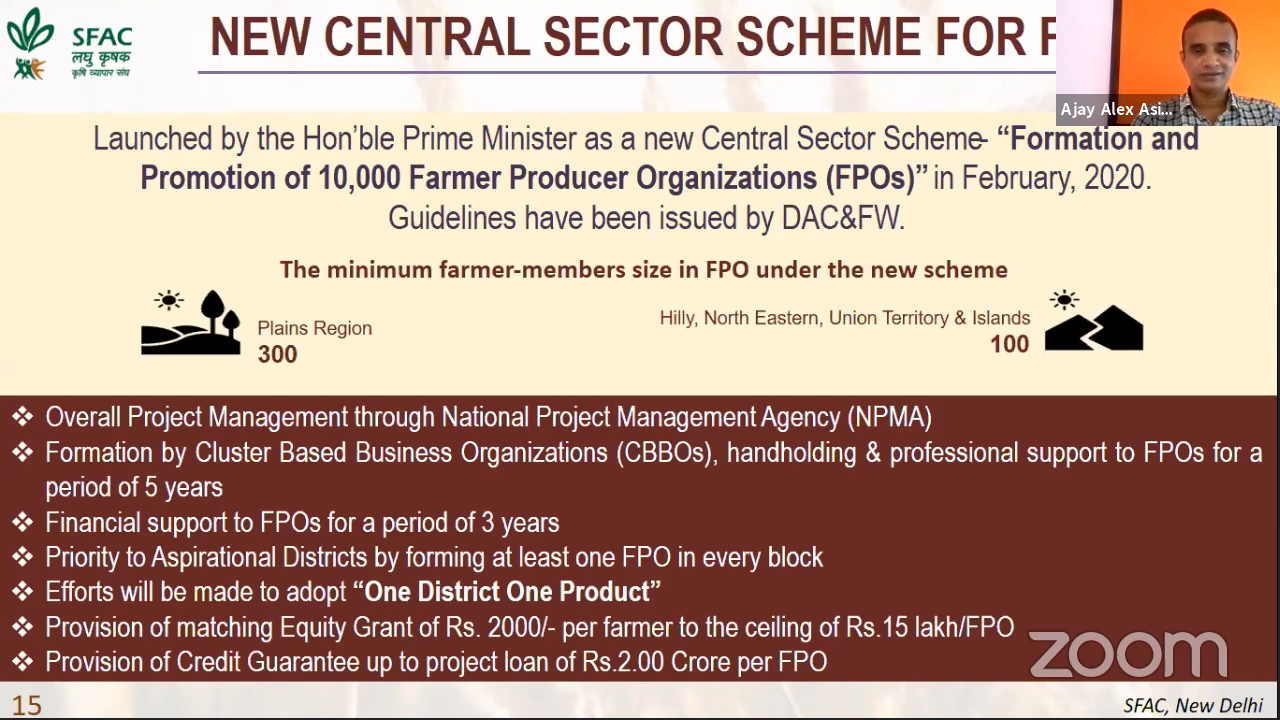 SFAC
लघु कृषक
कृषि व्यापार संघ
NEW CENTRAL SECTOR SCHEME FOR
Ajay Alex Asi...
Launched by the Hon'ble Prime Minister as a new Central Sector Scheme- “Formation and
Promotion of 10,000 Farmer Producer Organizations (FPOs)” in February, 2020.
Guidelines have been issued by DAC&FW.
The minimum farmer-members size in FPO under the new scheme
Plains Region
300
Hilly, North Eastern, Union Territory & Islands
100
❖ Overall Project Management through National Project Management Agency (NPMA)
❖ Formation by Cluster Based Business Organizations (CBBOs), handholding & professional support to FPOs for a
period of 5 years
❖ Financial support to FPOs for a period of 3 years
❖ Priority to Aspirational Districts by forming at least one FPO in every block
❖ Efforts will be made to adopt “One District One Product”
❖ Provision of matching Equity Grant of Rs. 2000/- per farmer to the ceiling of Rs.15 lakh/FPO
❖ Provision of Credit Guarantee up to project loan of Rs.2.00 Crore per FPO
zoom
15
SFAC, New Delhi